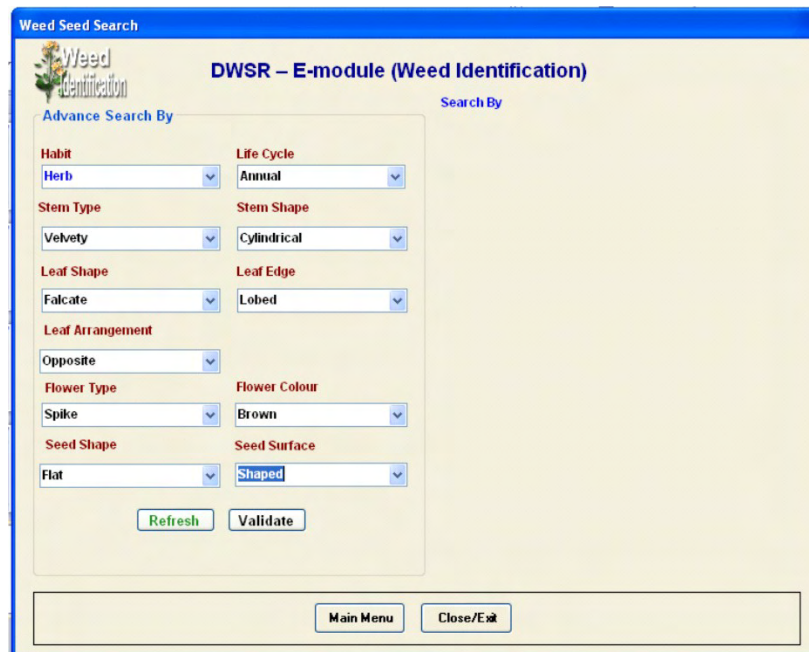 Weed Seed Search
Weed
Identification
DWSR – E-module (Weed Identification)
Search By
Advance Search By
Habit Life Cycle
Herb Annual
Stem Type Stem Shape
Velvety Cylindrical
Leaf Shape Leaf Edge
Falcate Lobed
Leaf Arrangement
Opposite
Flower Type Flower Colour
Spike Brown
Seed Shape Seed Surface
Flat Shaped
Refresh Validate
Main Menu Close/Exit